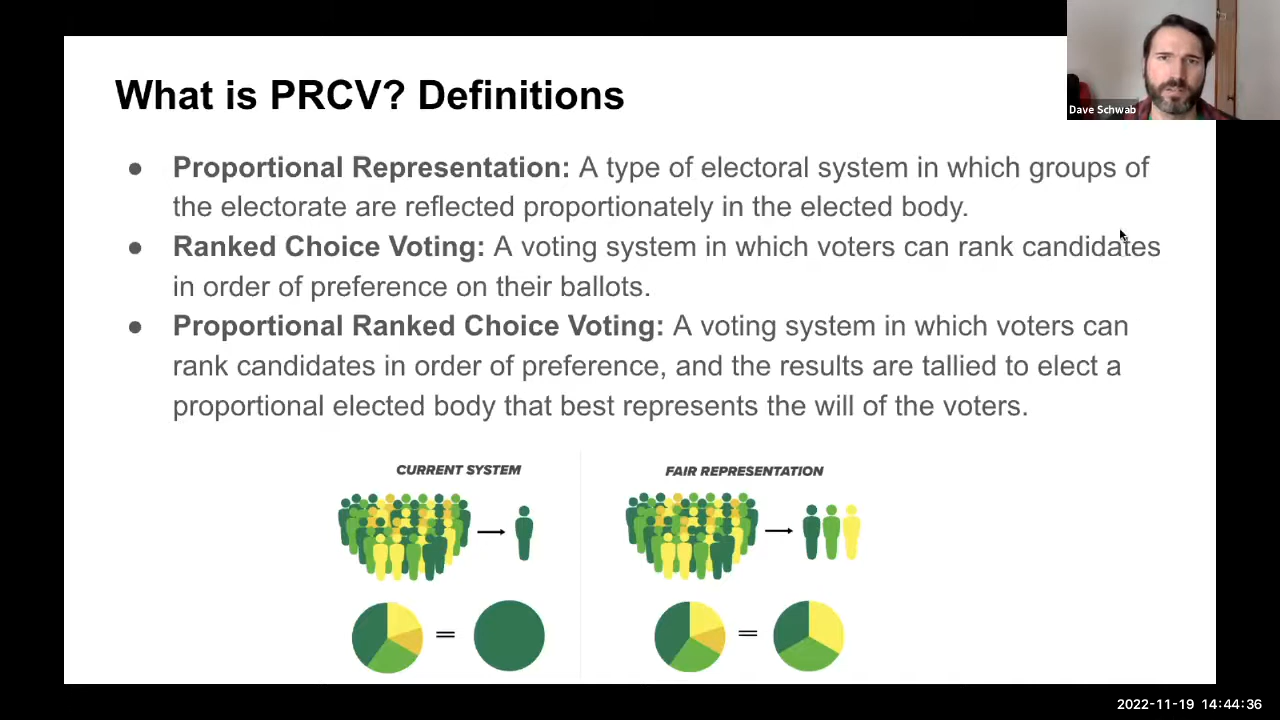 What is PRCV? Definitions
Dave Schwab
● Proportional Representation: A type of electoral system in which groups of
the electorate are reflected proportionately in the elected body.
● Ranked Choice Voting: A voting system in which voters can rank candidates
in order of preference on their ballots.
● Proportional Ranked Choice Voting: A voting system in which voters can
rank candidates in order of preference, and the results are tallied to elect a
proportional elected body that best represents the will of the voters.
CURRENT SYSTEM
FAIR REPRESENTATION
=
=
2022-11-19 14:44:36